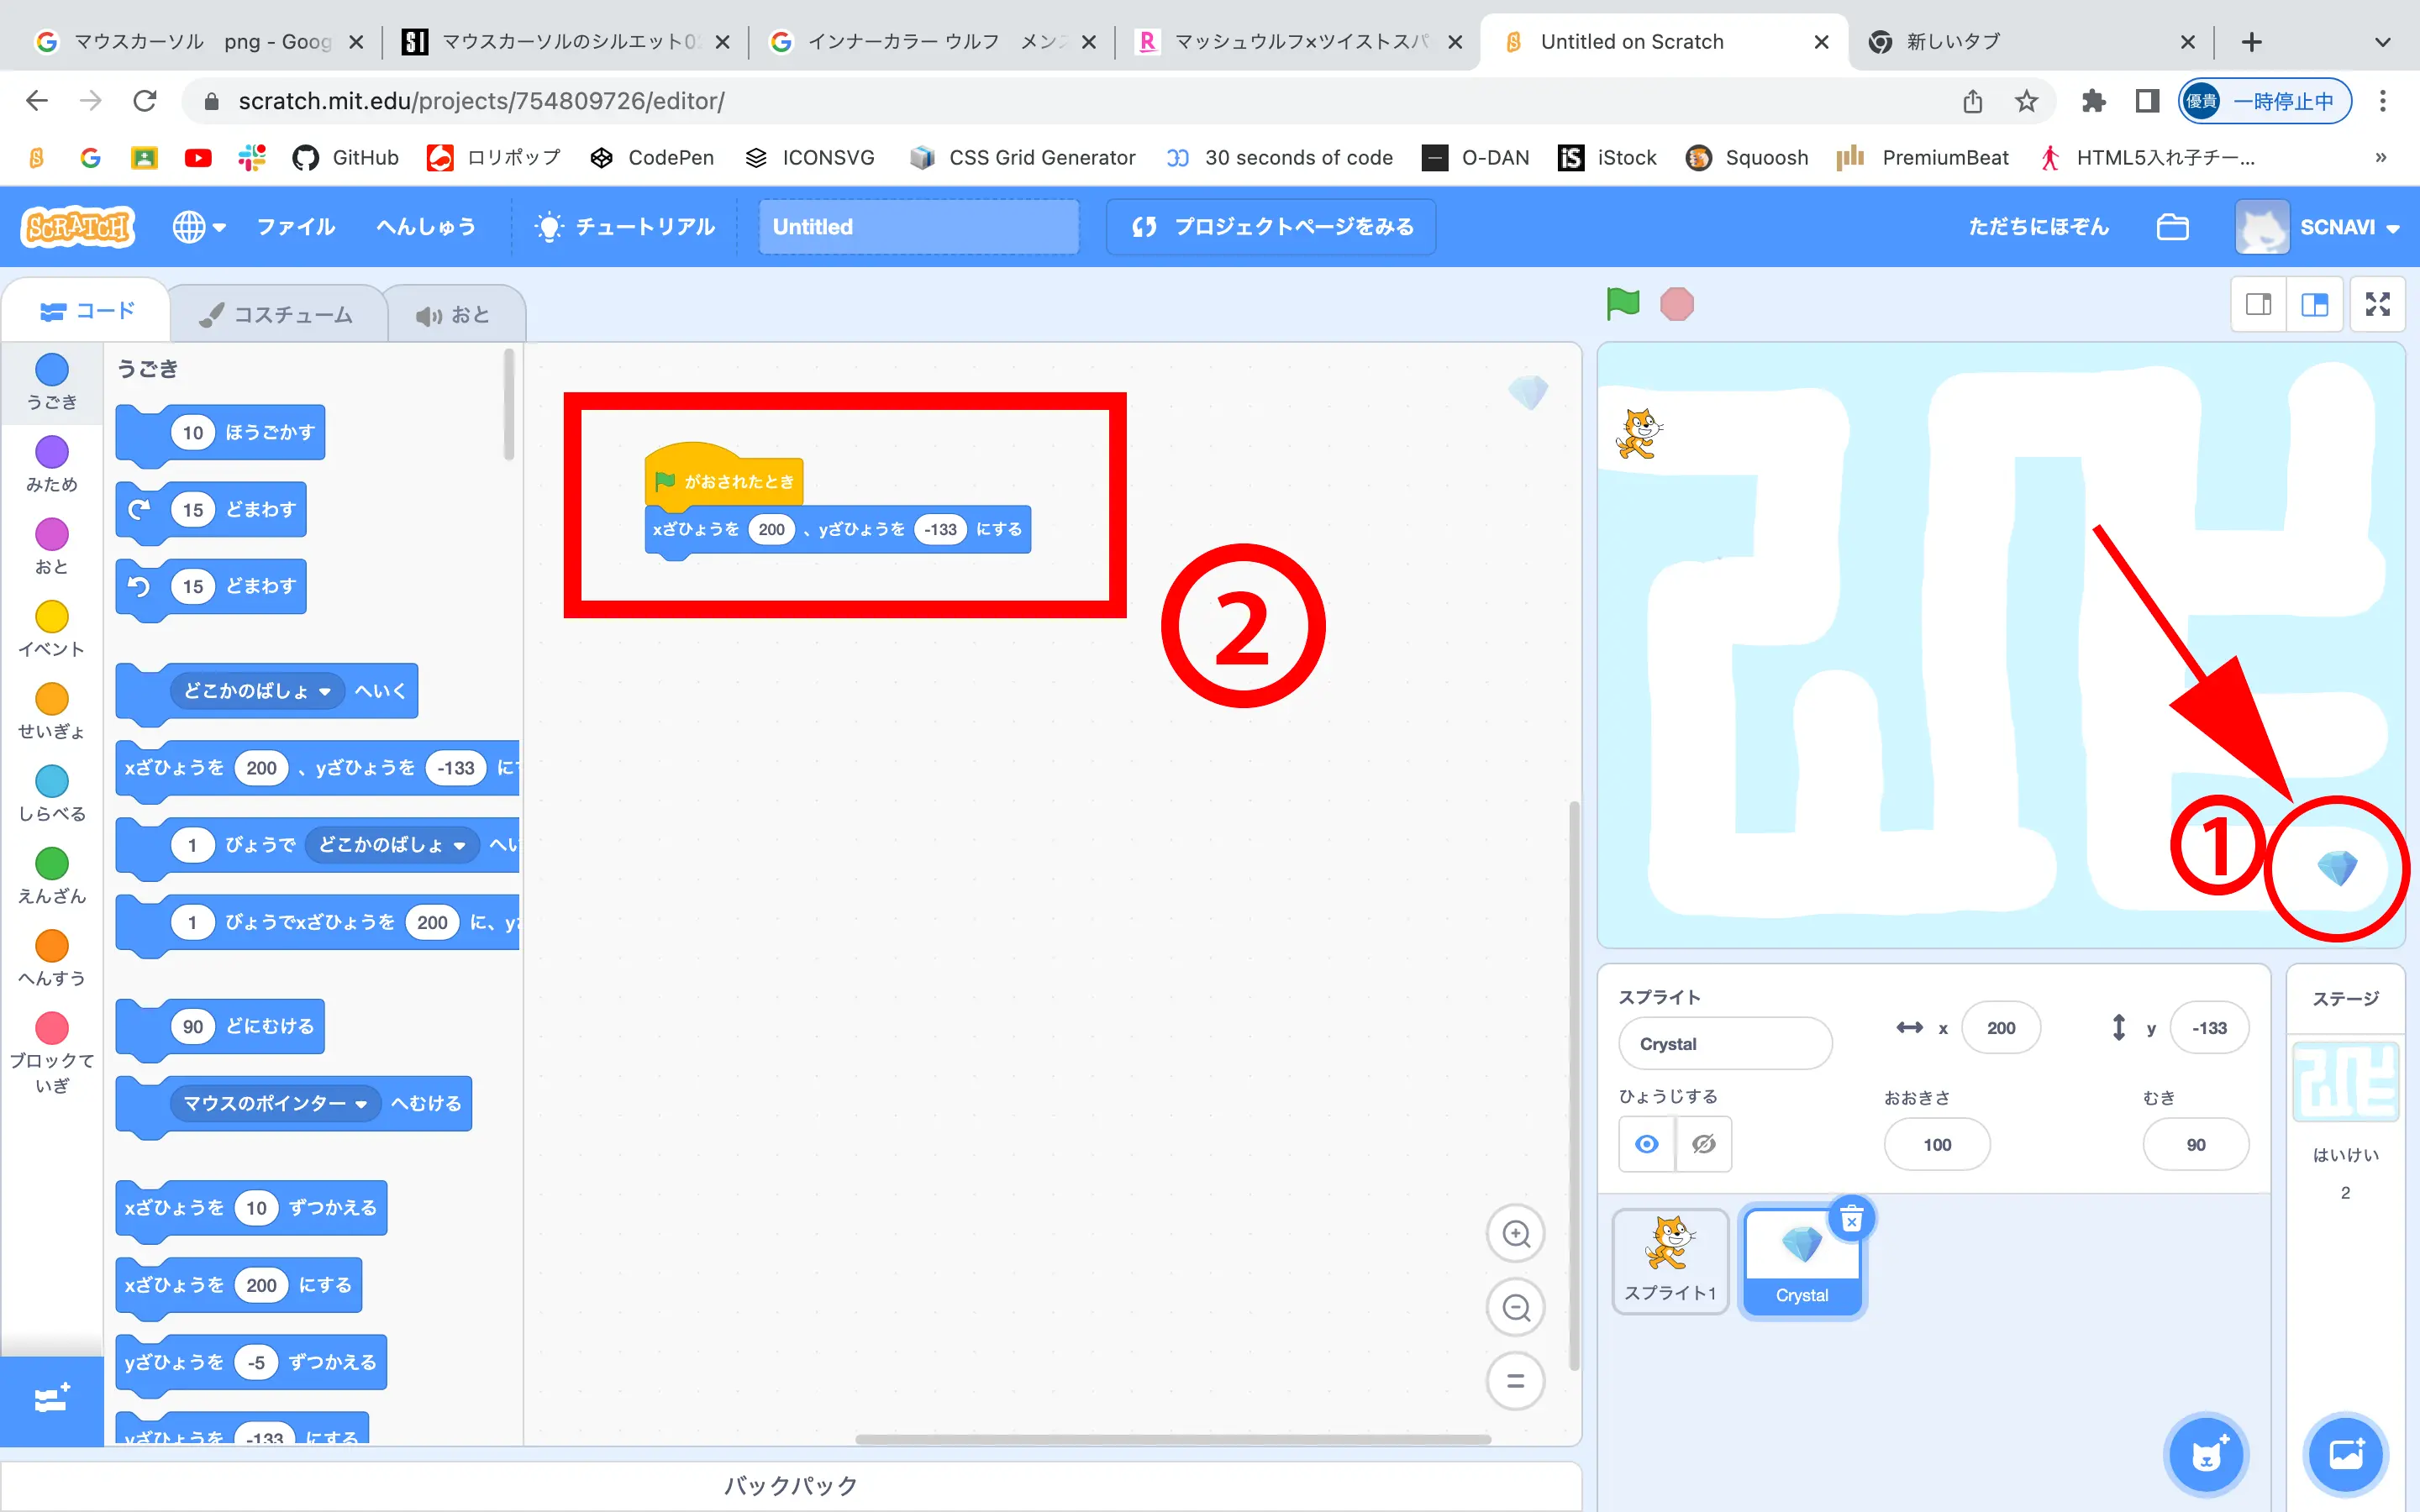 マウスカーソル　png - Goog
マウスカーソルのシルエット0
インナーカラー ウルフ　メン
マッシュウルフ×ツイストスパ
Untitled on Scratch
新しいタブ
scratch.mit.edu/projects/754809726/editor/
優貴 一時停止中
GitHub
ロリポップ
CodePen
ICONSVG
CSS Grid Generator
30 seconds of code
O-DAN
iS iStock
Squoosh
PremiumBeat
HTML5入れ子チー...
»
SCRATCH
ファイル
へんしゅう
チュートリアル
Untitled
プロジェクトページをみる
ただちにほぞん
SCNAVI
コード
コスチューム
おと
うごき
みため
おと
イベント
せいぎょ
しらべる
えんざん
へんすう
ブロックて
いぎ
うごき
10 ほうごかす
15 どまわす
15 どまわす
どこかのばしょ へいく
xざひょうを 200 、yざひょうを -133 に
1 びょうで どこかのばしょ へい
1 びょうでxざひょうを 200 に、y
90 どにむける
マウスのポインター へむける
xざひょうを 10 ずつかえる
xざひょうを 200 にする
yざひょうを -5 ずつかえる
yざひょうを -133 にする
がおされたとき
xざひょうを 200 、yざひょうを -133 にする
②
①
スプライト
Crystal
x 200
y -133
ひょうじする
おおきさ
100
むき
90
スプライト1
Crystal
ステージ
はいけい
2
バックパック